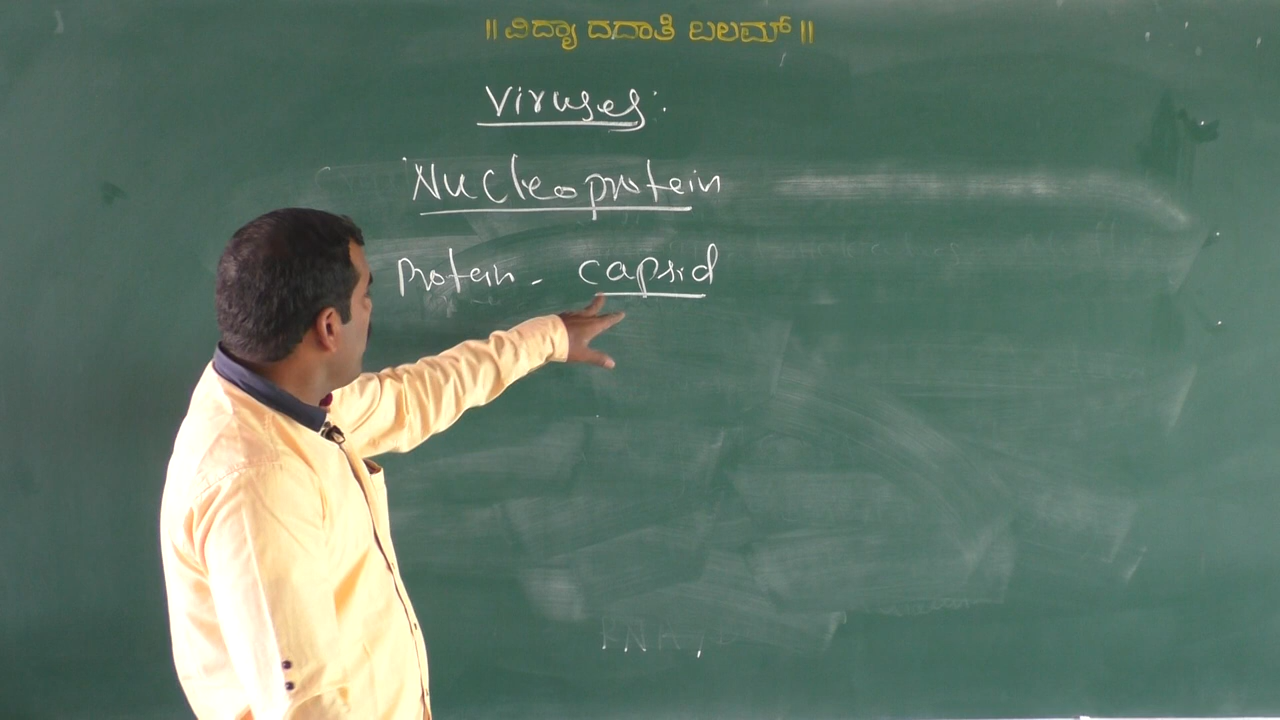 ॥ ವಿದ್ಯಾ ದದಾತಿ ಬಲಮ್ ॥
Viruses:
Nucleoprotein
Protein - capsid